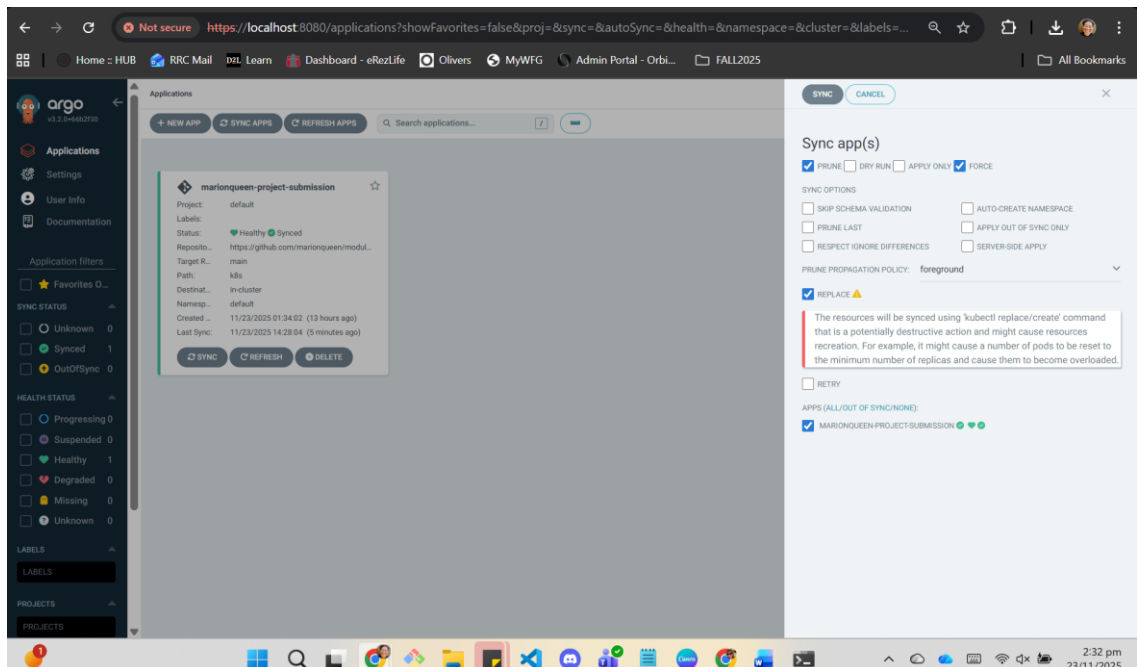 Not secure https://localhost:8080/applications?showFavorites=false&proj=&sync=&autoSync=&health=&namespace=&cluster=&labels=...
Home :: HUB RRC Mail D2L Learn Dashboard - eRezLife Olivers MyWFG Admin Portal - Orbi... FALL2025 All Bookmarks
argo
v3.2.0+66b2f30
Applications
Settings
User Info
Documentation
Application filters
Favorites O...
SYNC STATUS
Unknown 0
Synced 1
OutOfSync 0
HEALTH STATUS
Progressing 0
Suspended 0
Healthy 1
Degraded 0
Missing 0
Unknown 0
LABELS
LABELS
PROJECTS
PROJECTS
Applications
+ NEW APP SYNC APPS REFRESH APPS Search applications... /
marionqueen-project-submission
Project: default
Labels:
Status: Healthy Synced
Reposito... https://github.com/marionqueen/modul...
Target R... main
Path: k8s
Destinat... in-cluster
Namesp... default
Created ... 11/23/2025 01:34:02 (13 hours ago)
Last Sync: 11/23/2025 14:28:04 (5 minutes ago)
SYNC REFRESH DELETE
SYNC CANCEL
Sync app(s)
PRUNE DRY RUN APPLY ONLY FORCE
SYNC OPTIONS
SKIP SCHEMA VALIDATION AUTO-CREATE NAMESPACE
PRUNE LAST APPLY OUT OF SYNC ONLY
RESPECT IGNORE DIFFERENCES SERVER-SIDE APPLY
PRUNE PROPAGATION POLICY: foreground
REPLACE
The resources will be synced using 'kubectl replace/create' command
that is a potentially destructive action and might cause resources
recreation. For example, it might cause a number of pods to be reset to
the minimum number of replicas and cause them to become overloaded.
RETRY
APPS (ALL/OUT OF SYNC/NONE):
MARIONQUEEN-PROJECT-SUBMISSION
1
2:32 pm
23/11/2025